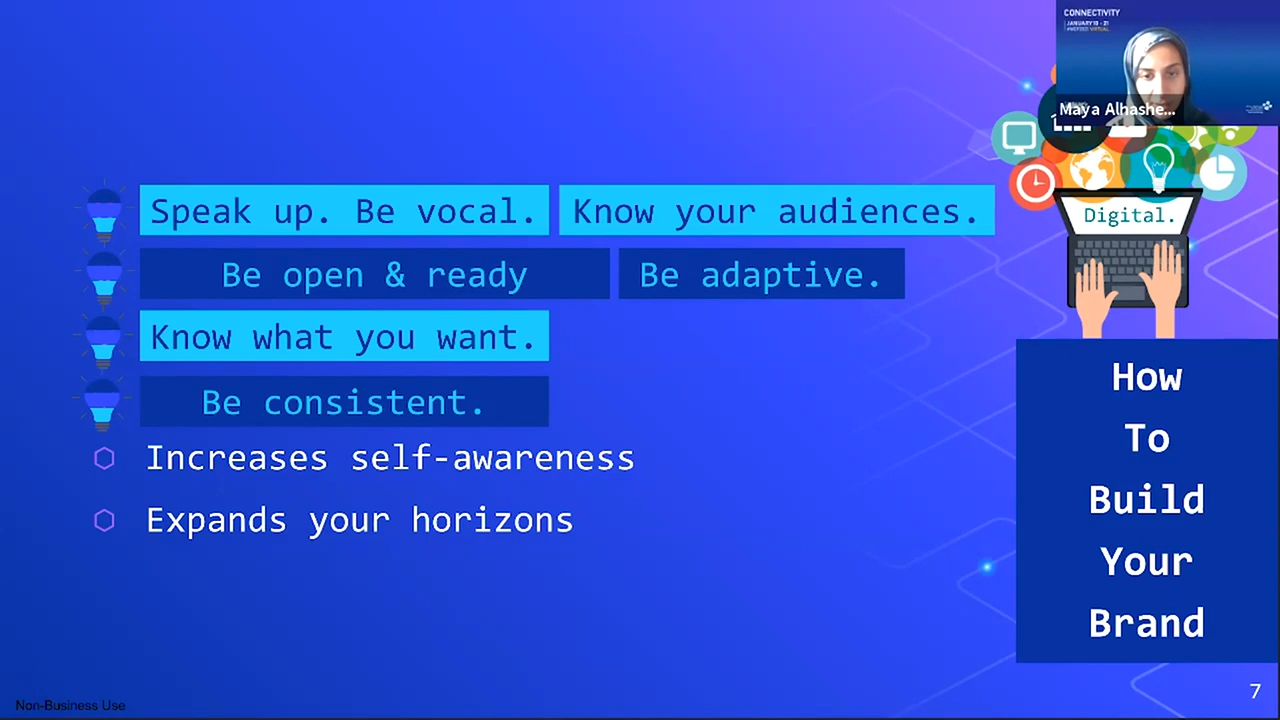 CONNECTIVITY
JANUARY 18 - 21
Maya Alhashe...
Speak up. Be vocal. Know your audiences.
Digital.
Be open & ready Be adaptive.
Know what you want.
Be consistent.
Increases self-awareness
Expands your horizons
How
To
Build
Your
Brand
7
Non-Business Use